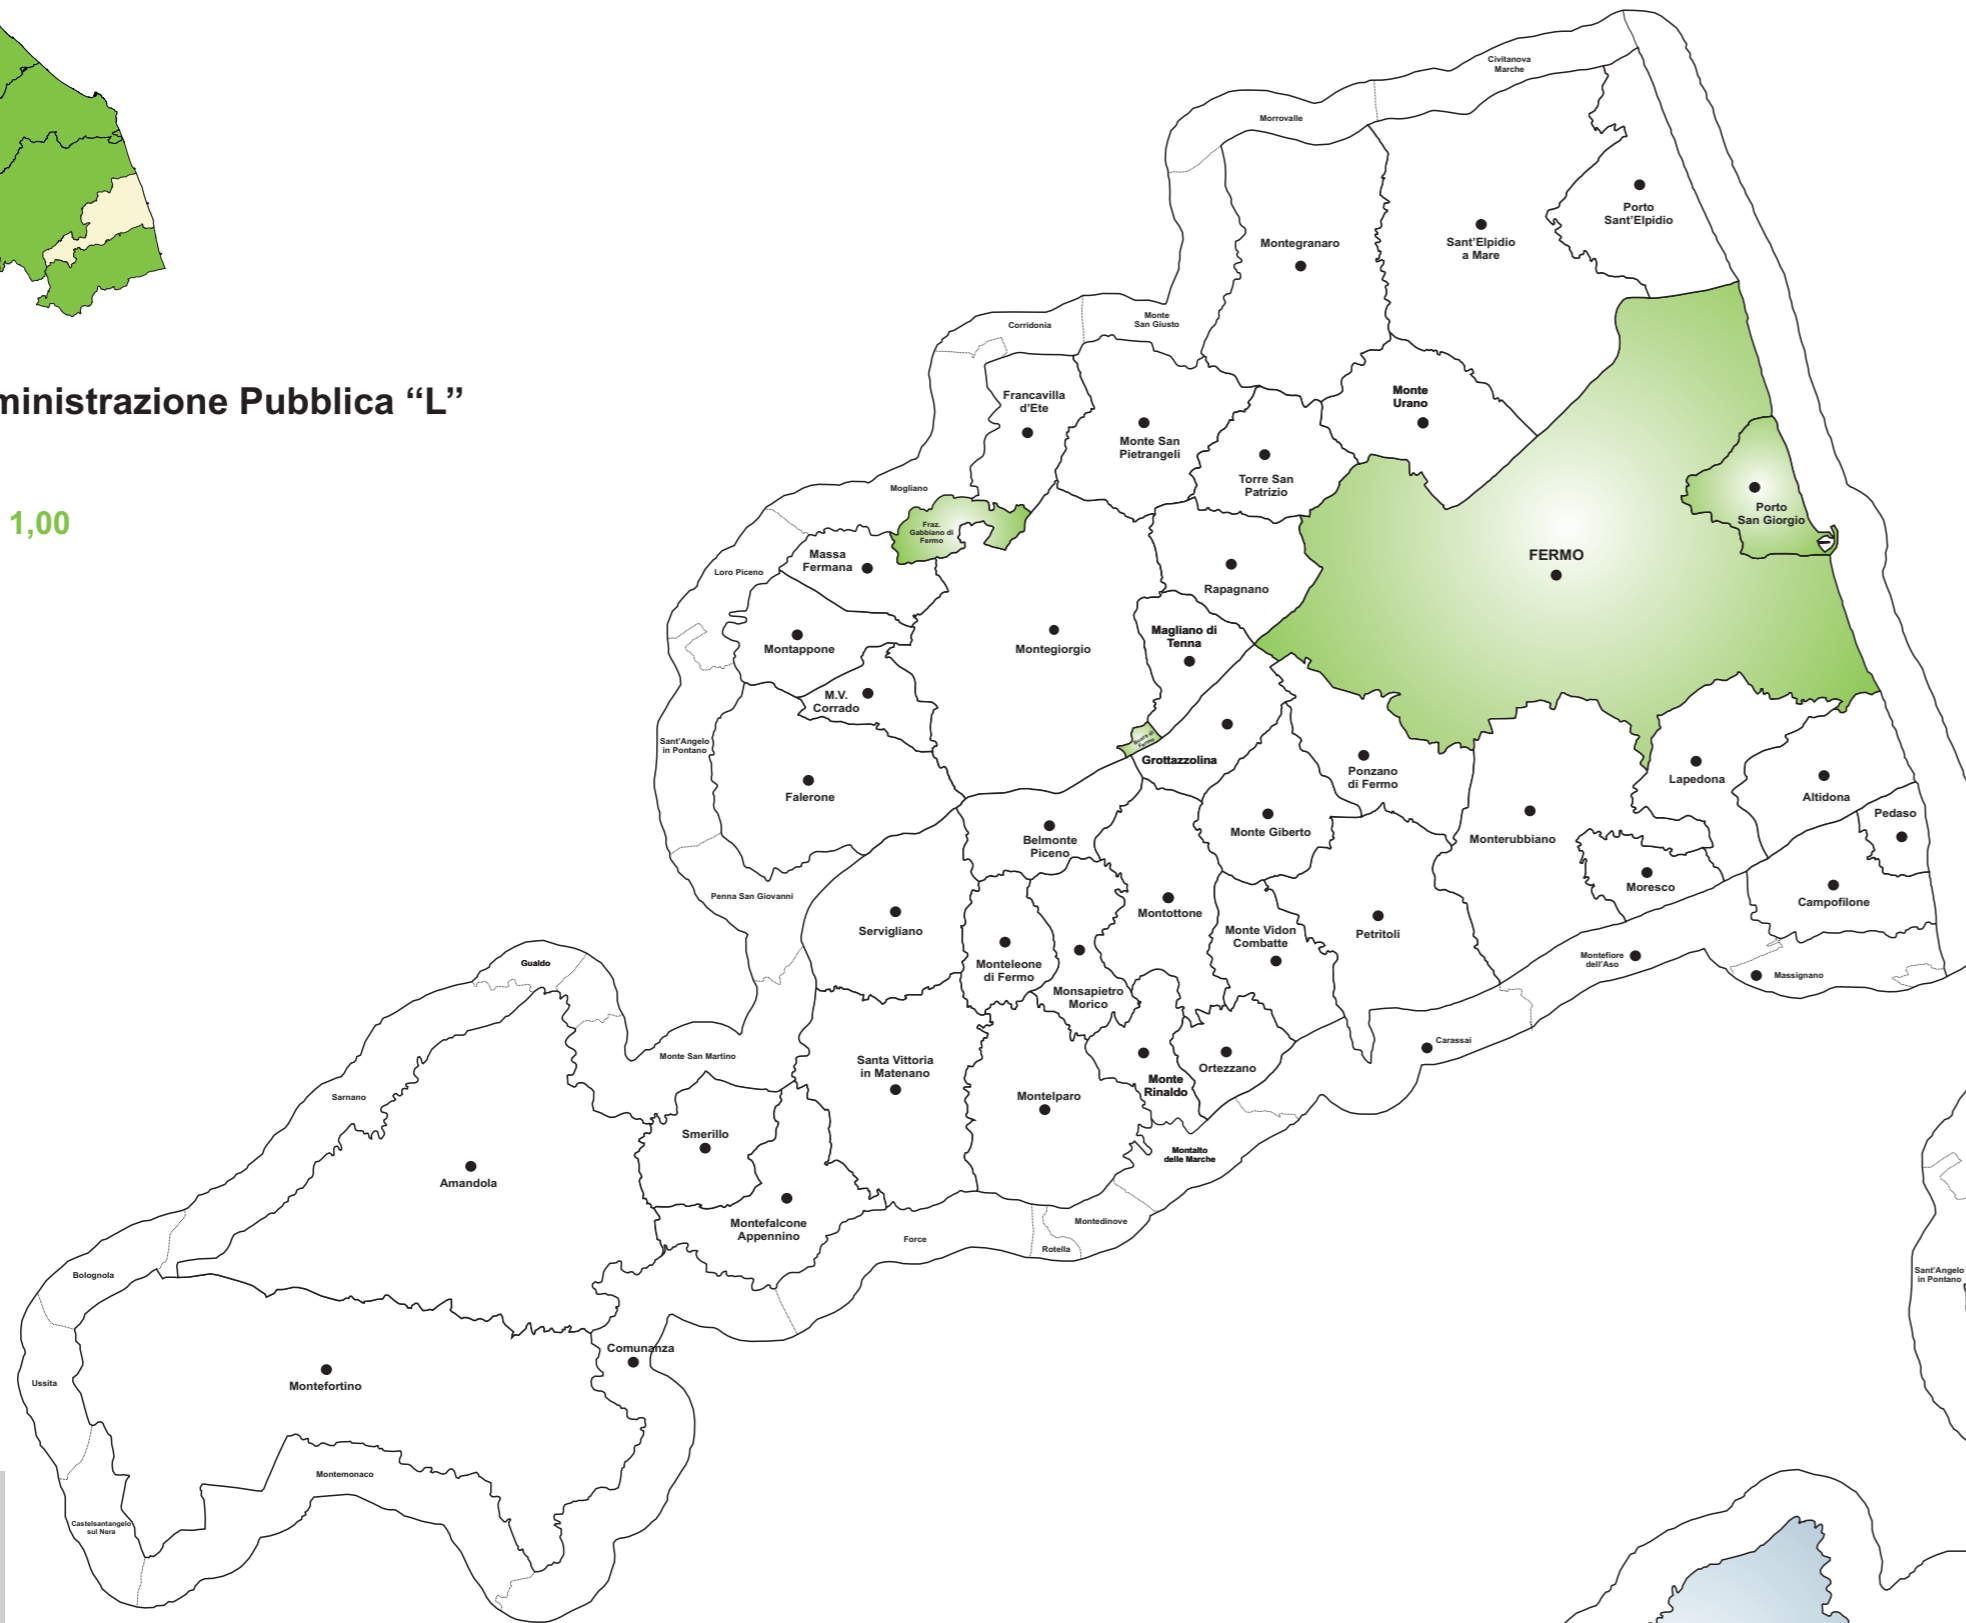 ministrazione Pubblica “L”
1,00
Civitanova
Marche
Morrovalle
Porto
Sant'Elpidio
Sant'Elpidio
a Mare
Montegranaro
Corridonia
Monte
San Giusto
Francavilla
d'Ete
Monte San
Pietrangeli
Monte
Urano
Torre San
Patrizio
Mogliano
Fraz.
Gabbiano di
Fermo
Porto
San Giorgio
FERMO
Massa
Fermana
Loro Piceno
Rapagnano
Montappone
Montegiorgio
Magliano di
Tenna
M.V.
Corrado
Sant'Angelo
in Pontano
Fermo
Grottazzolina
Ponzano
di Fermo
Lapedona
Altidona
Pedaso
Falerone
Belmonte
Piceno
Monte Giberto
Monterubbiano
Moresco
Campofilone
Penna San Giovanni
Servigliano
Montottone
Monte Vidon
Combatte
Petritoli
Monteleone
di Fermo
Monsapietro
Morico
Montefiore
dell'Aso
Massignano
Gualdo
Monte San Martino
Santa Vittoria
in Matenano
Montelparo
Monte
Rinaldo
Ortezzano
Carassai
Sarnano
Smerillo
Montalto
delle Marche
Amandola
Montefalcone
Appennino
Force
Rotella
Montedinove
Bolognola
Sant'Angelo
in Pontano
Ussita
Montefortino
Comunanza
Montemonaco
Castelsantangelo
sul Nera